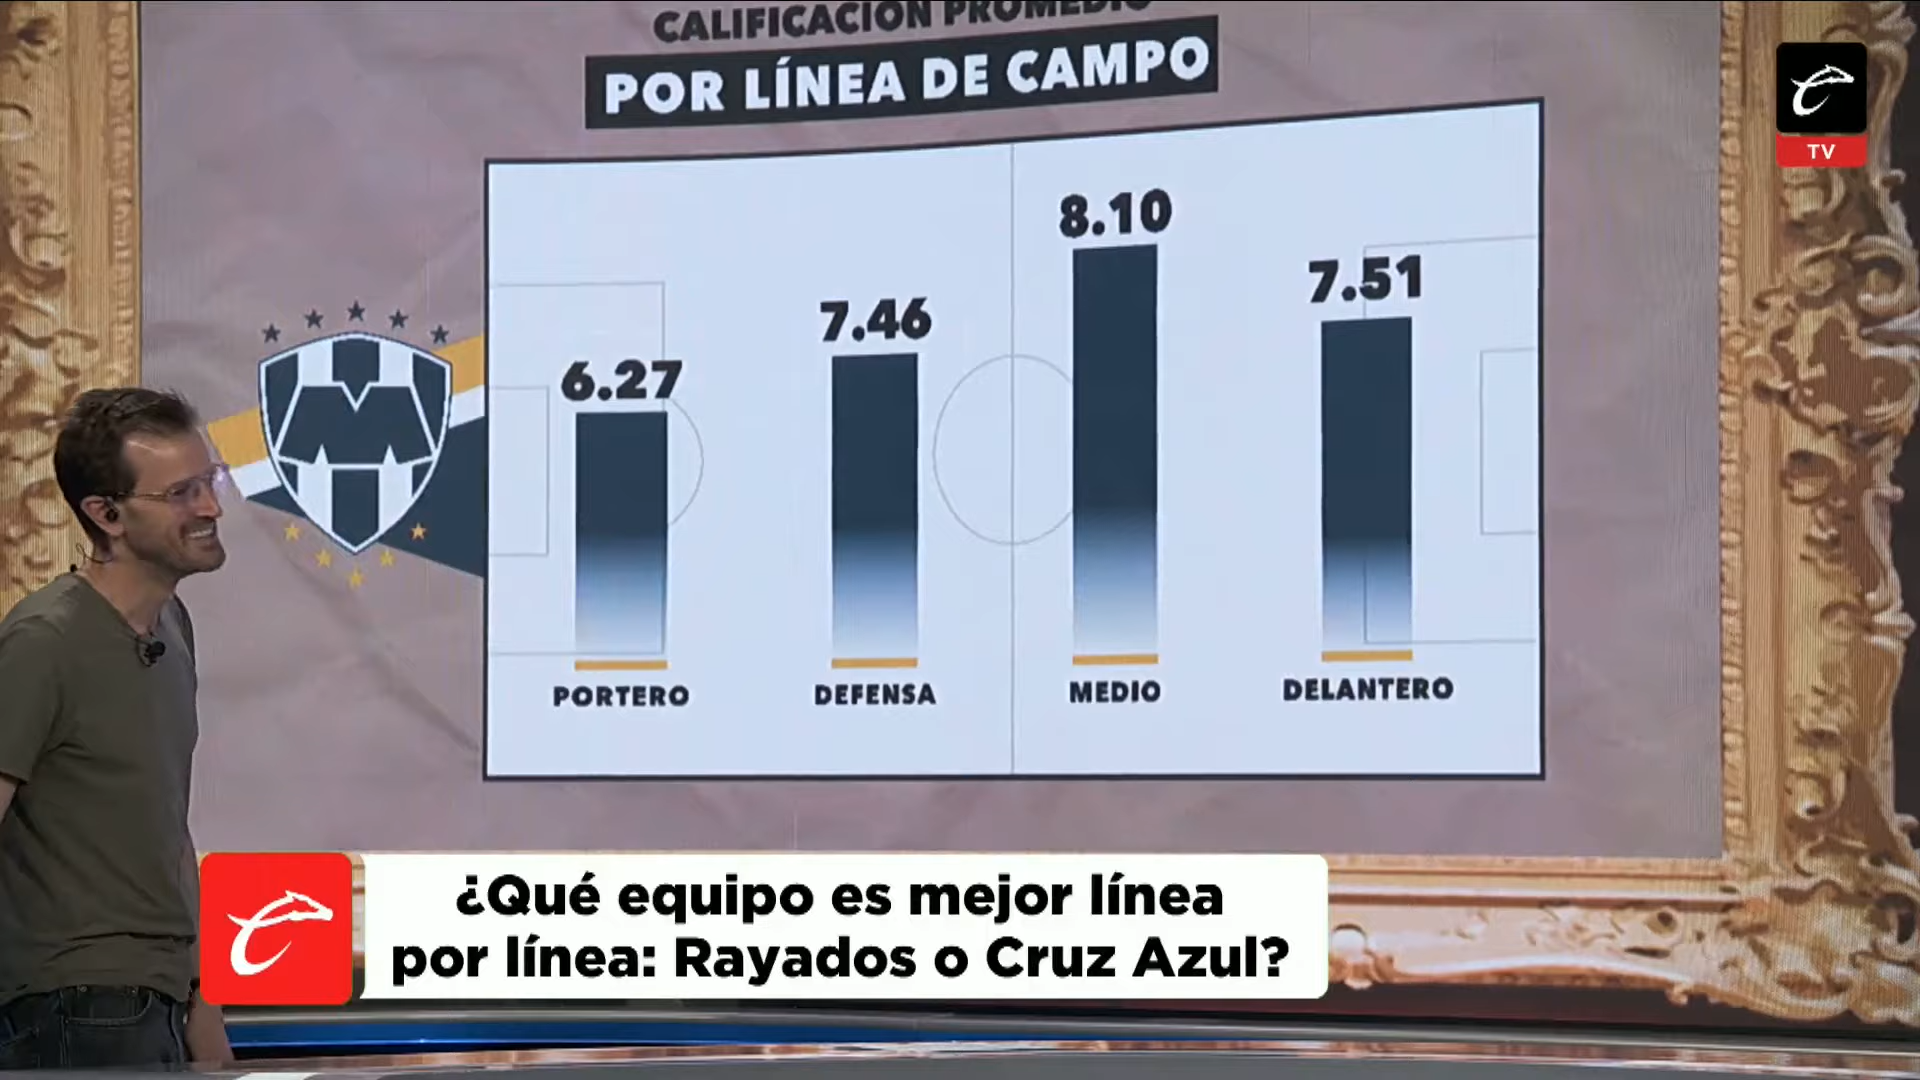 CALIFICACIÓN PROMEDIO
POR LÍNEA DE CAMPO
TV
8.10
7.51
7.46
6.27
PORTERO
DEFENSA
MEDIO
DELANTERO
¿Qué equipo es mejor línea
por línea: Rayados o Cruz Azul?